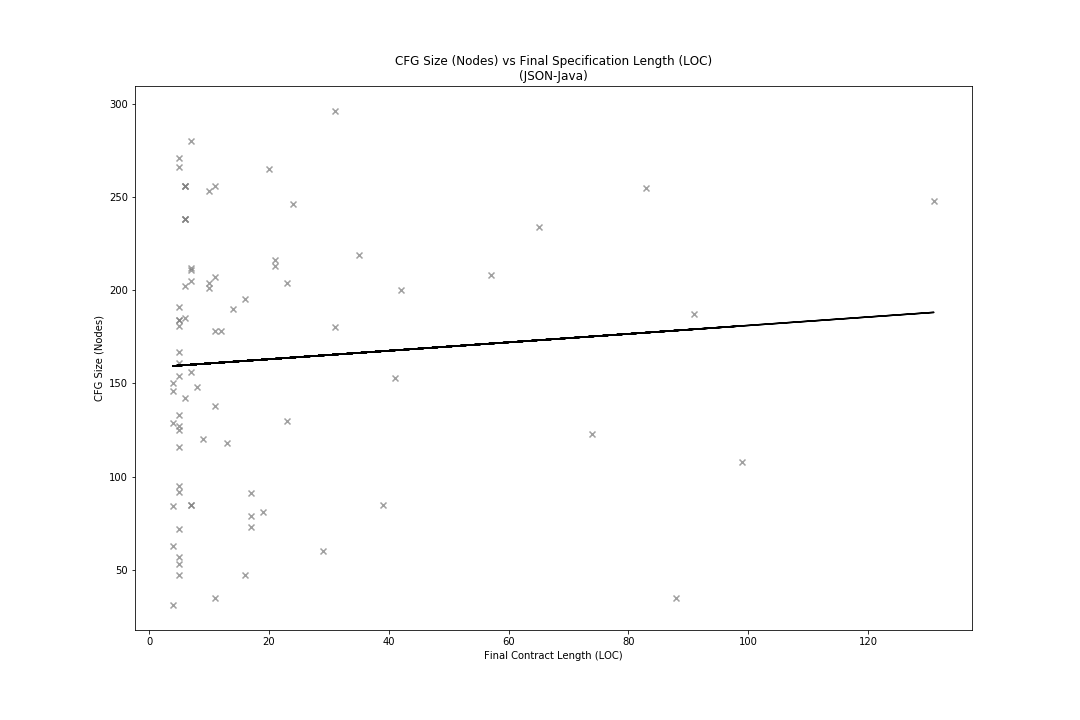 CFG Size (Nodes) vs Final Specification Length (LOC)
(JSON-Java)
300
250
200
150
100
50
CFG Size (Nodes)
0 20 40 60 80 100 120
Final Contract Length (LOC)